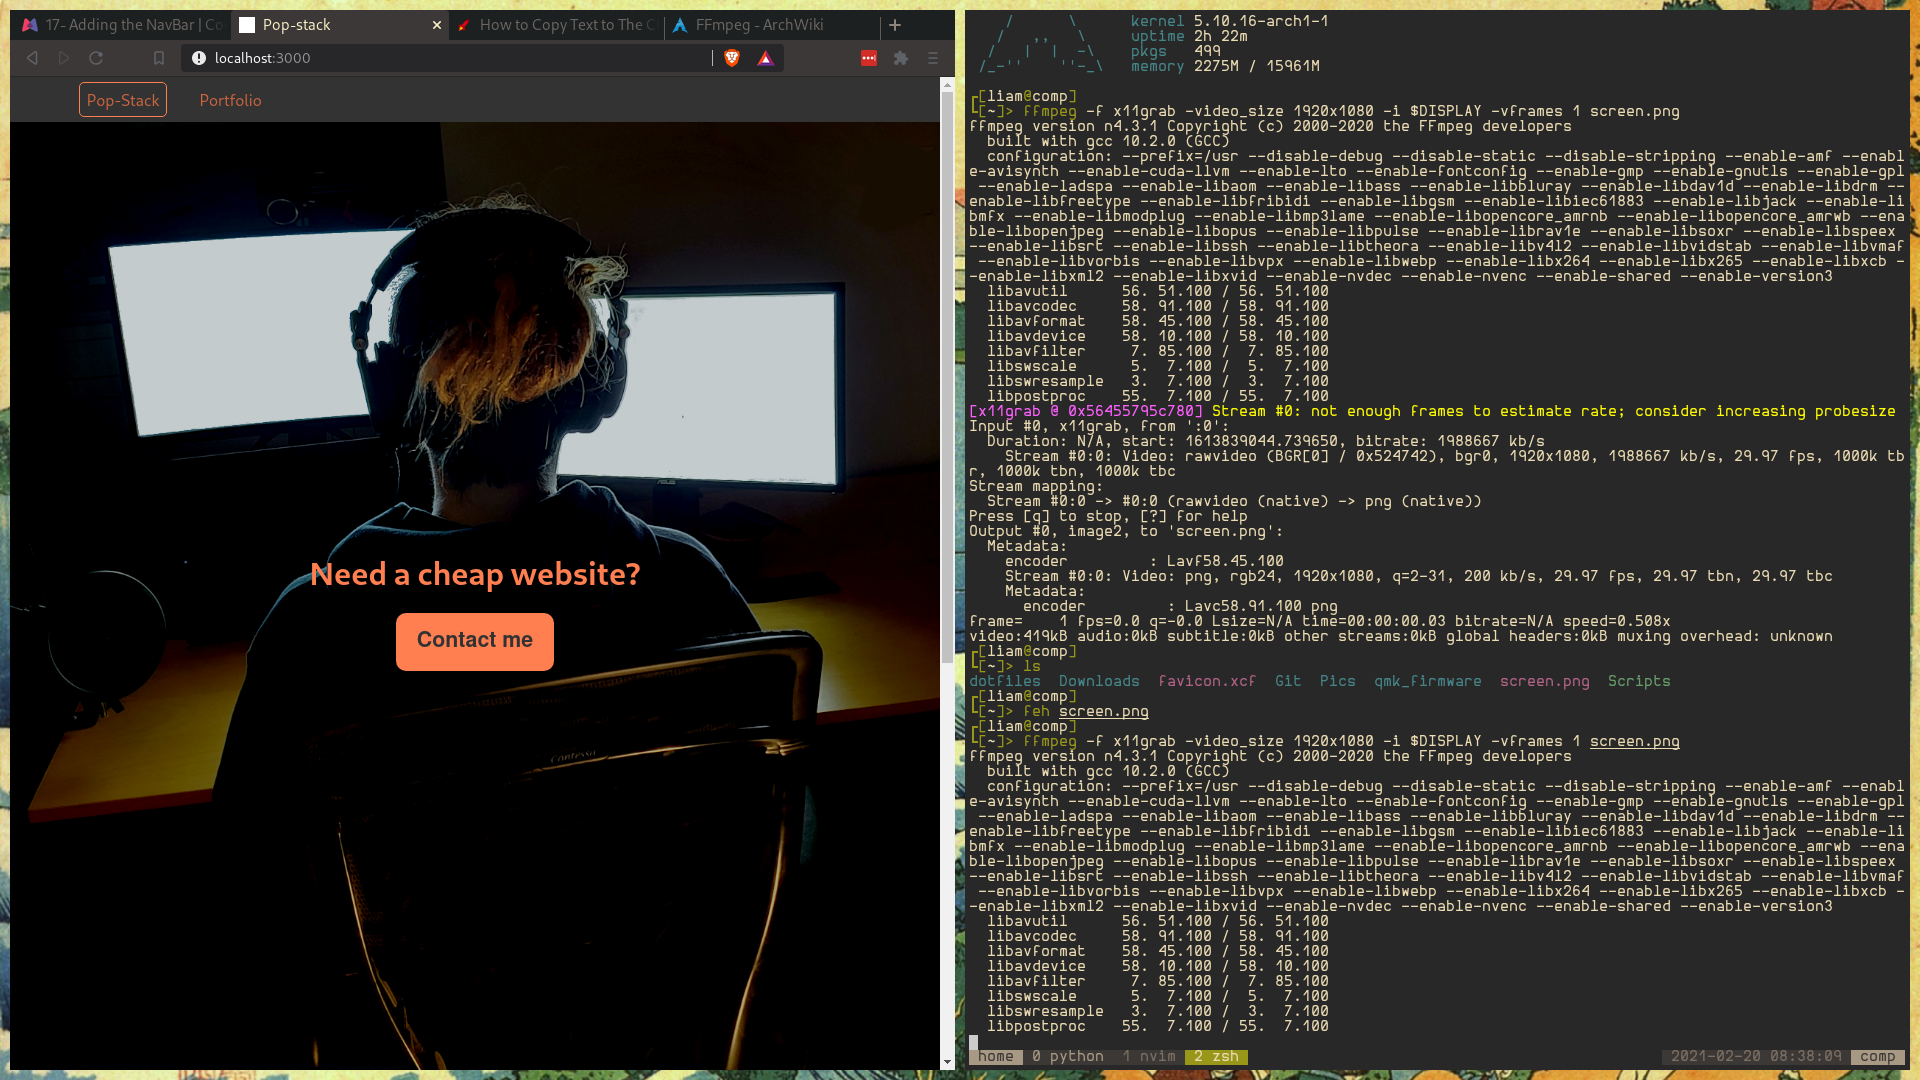 17- Adding the NavBar | Co
Pop-stack
How to Copy Text to The C
FFmpeg - ArchWiki
localhost:3000
Pop-Stack
Portfolio
Need a cheap website?
Contact me
Contessa
/ \ kernel 5.10.16-arch1-1
/ ,, \ uptime 2h 22m
/ | | -\ pkgs 499
/_-'' ''-_\ memory 2275M / 15961M
┌[liam@comp]
└[~]> ffmpeg -f x11grab -video_size 1920x1080 -i $DISPLAY -vframes 1 screen.png
ffmpeg version n4.3.1 Copyright (c) 2000-2020 the FFmpeg developers
built with gcc 10.2.0 (GCC)
configuration: --prefix=/usr --disable-debug --disable-static --disable-stripping --enable-amf --enabl
e-avisynth --enable-cuda-llvm --enable-lto --enable-fontconfig --enable-gmp --enable-gnutls --enable-gpl
--enable-ladspa --enable-libaom --enable-libass --enable-libbluray --enable-libdav1d --enable-libdrm --
enable-libfreetype --enable-libfribidi --enable-libgsm --enable-libiec61883 --enable-libjack --enable-li
bmfx --enable-libmodplug --enable-libmp3lame --enable-libopencore_amrnb --enable-libopencore_amrwb --ena
ble-libopenjpeg --enable-libopus --enable-libpulse --enable-librav1e --enable-libsoxr --enable-libspeex
--enable-libsrt --enable-libssh --enable-libtheora --enable-libv4l2 --enable-libvidstab --enable-libvmaf
--enable-libvorbis --enable-libvpx --enable-libwebp --enable-libx264 --enable-libx265 --enable-libxcb -
-enable-libxml2 --enable-libxvid --enable-nvdec --enable-nvenc --enable-shared --enable-version3
libavutil 56. 51.100 / 56. 51.100
libavcodec 58. 91.100 / 58. 91.100
libavformat 58. 45.100 / 58. 45.100
libavdevice 58. 10.100 / 58. 10.100
libavfilter 7. 85.100 / 7. 85.100
libswscale 5. 7.100 / 5. 7.100
libswresample 3. 7.100 / 3. 7.100
libpostproc 55. 7.100 / 55. 7.100
[x11grab @ 0x56455795c780] Stream #0: not enough frames to estimate rate; consider increasing probesize
Input #0, x11grab, from ':0':
Duration: N/A, start: 1613839044.739650, bitrate: 1988667 kb/s
Stream #0:0: Video: rawvideo (BGR[0] / 0x524742), bgr0, 1920x1080, 1988667 kb/s, 29.97 fps, 1000k tb
r, 1000k tbn, 1000k tbc
Stream mapping:
Stream #0:0 -> #0:0 (rawvideo (native) -> png (native))
Press [q] to stop, [?] for help
Output #0, image2, to 'screen.png':
Metadata:
encoder : Lavf58.45.100
Stream #0:0: Video: png, rgb24, 1920x1080, q=2-31, 200 kb/s, 29.97 fps, 29.97 tbn, 29.97 tbc
Metadata:
encoder : Lavc58.91.100 png
frame= 1 fps=0.0 q=-0.0 Lsize=N/A time=00:00:00.03 bitrate=N/A speed=0.508x
video:419kB audio:0kB subtitle:0kB other streams:0kB global headers:0kB muxing overhead: unknown
┌[liam@comp]
└[~]> ls
dotfiles Downloads favicon.xcf Git Pics qmk_firmware screen.png Scripts
┌[liam@comp]
└[~]> feh screen.png
┌[liam@comp]
└[~]> ffmpeg -f x11grab -video_size 1920x1080 -i $DISPLAY -vframes 1 screen.png
ffmpeg version n4.3.1 Copyright (c) 2000-2020 the FFmpeg developers
built with gcc 10.2.0 (GCC)
configuration: --prefix=/usr --disable-debug --disable-static --disable-stripping --enable-amf --enabl
e-avisynth --enable-cuda-llvm --enable-lto --enable-fontconfig --enable-gmp --enable-gnutls --enable-gpl
--enable-ladspa --enable-libaom --enable-libass --enable-libbluray --enable-libdav1d --enable-libdrm --
enable-libfreetype --enable-libfribidi --enable-libgsm --enable-libiec61883 --enable-libjack --enable-li
bmfx --enable-libmodplug --enable-libmp3lame --enable-libopencore_amrnb --enable-libopencore_amrwb --ena
ble-libopenjpeg --enable-libopus --enable-libpulse --enable-librav1e --enable-libsoxr --enable-libspeex
--enable-libsrt --enable-libssh --enable-libtheora --enable-libv4l2 --enable-libvidstab --enable-libvmaf
--enable-libvorbis --enable-libvpx --enable-libwebp --enable-libx264 --enable-libx265 --enable-libxcb -
-enable-libxml2 --enable-libxvid --enable-nvdec --enable-nvenc --enable-shared --enable-version3
libavutil 56. 51.100 / 56. 51.100
libavcodec 58. 91.100 / 58. 91.100
libavformat 58. 45.100 / 58. 45.100
libavdevice 58. 10.100 / 58. 10.100
libavfilter 7. 85.100 / 7. 85.100
libswscale 5. 7.100 / 5. 7.100
libswresample 3. 7.100 / 3. 7.100
libpostproc 55. 7.100 / 55. 7.100
home 0 python 1 nvim 2 zsh 2021-02-20 08:38:09 comp